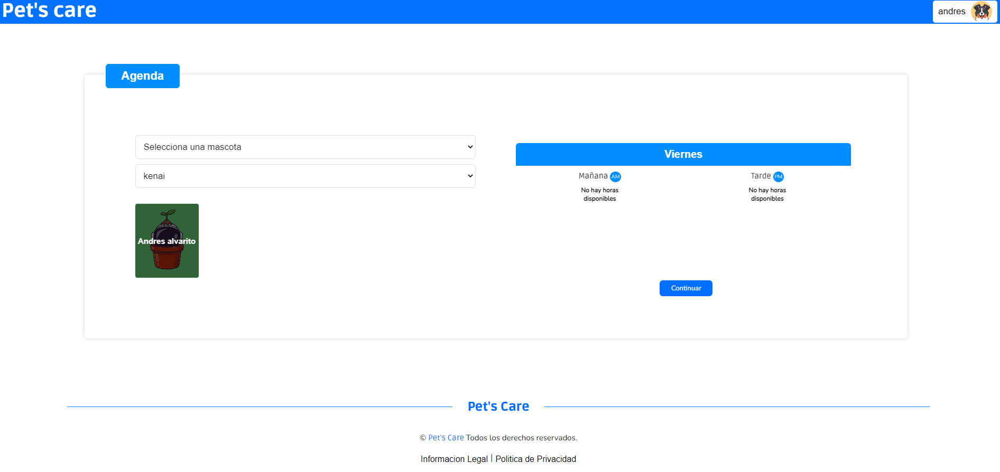 Pet's care
andres
Agenda
Selecciona una mascota
kenai
Andres alvarito
Viernes
Mañana AM
No hay horas
disponibles
Tarde PM
No hay horas
disponibles
Continuar
Pet's Care
© Pet's Care Todos los derechos reservados.
Informacion Legal | Politica de Privacidad